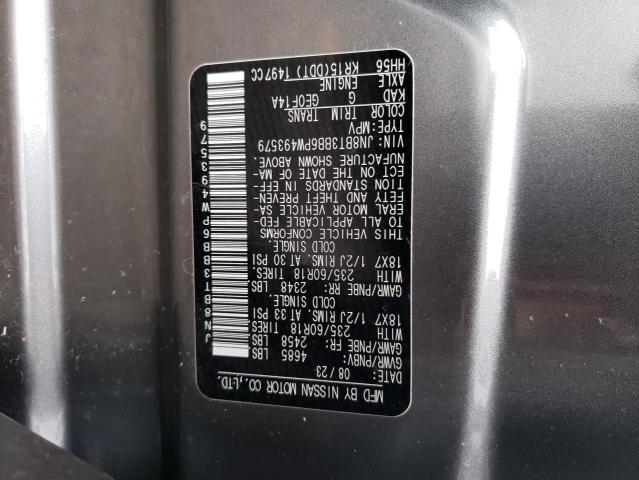 MFD BY NISSAN MOTOR CO.,LTD.
DATE: 08/23
GVWR/PNBV: 4685 LBS
GAWR/PNBE FR: 2458 LBS
WITH 235/60R18 TIRES.
18X7 1/2J RIMS. AT 33 PSI
COLD SINGLE.
GAWR/PNBE RR: 2348 LBS
WITH 235/60R18 TIRES.
18X7 1/2J RIMS. AT 30 PSI
COLD SINGLE.
THIS VEHICLE CONFORMS
TO ALL APPLICABLE FED-
ERAL MOTOR VEHICLE SA-
FETY AND THEFT PREVEN-
TION STANDARDS IN EFF-
ECT ON THE DATE OF MA-
NUFACTURE SHOWN ABOVE.
VIN: JN8BT3BB6PW493579
TYPE:MPV
COLOR TRIM TRANS
KAD G GE0F14A
AXLE ENGINE
HH56 KR15(DDT) 1497CC
JN8BT3BB6PW493579